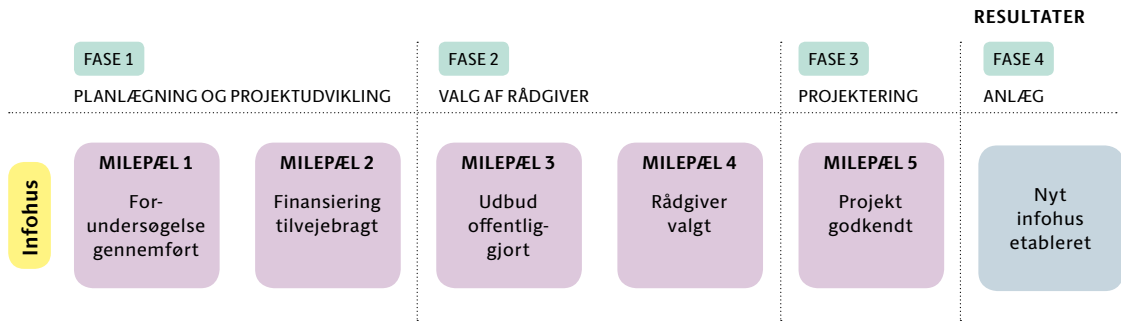 RESULTATER
FASE 1
FASE 2
FASE 3
FASE 4
PLANLÆGNING OG PROJEKTUDVIKLING
VALG AF RÅDGIVER
PROJEKTERING
ANLÆG
Infohus
MILEPÆL 1
For-
undersøgelse
gennemført
MILEPÆL 2
Finansiering
tilvejebragt
MILEPÆL 3
Udbud
offentlig-
gjort
MILEPÆL 4
Rådgiver
valgt
MILEPÆL 5
Projekt
godkendt
Nyt
infohus
etableret